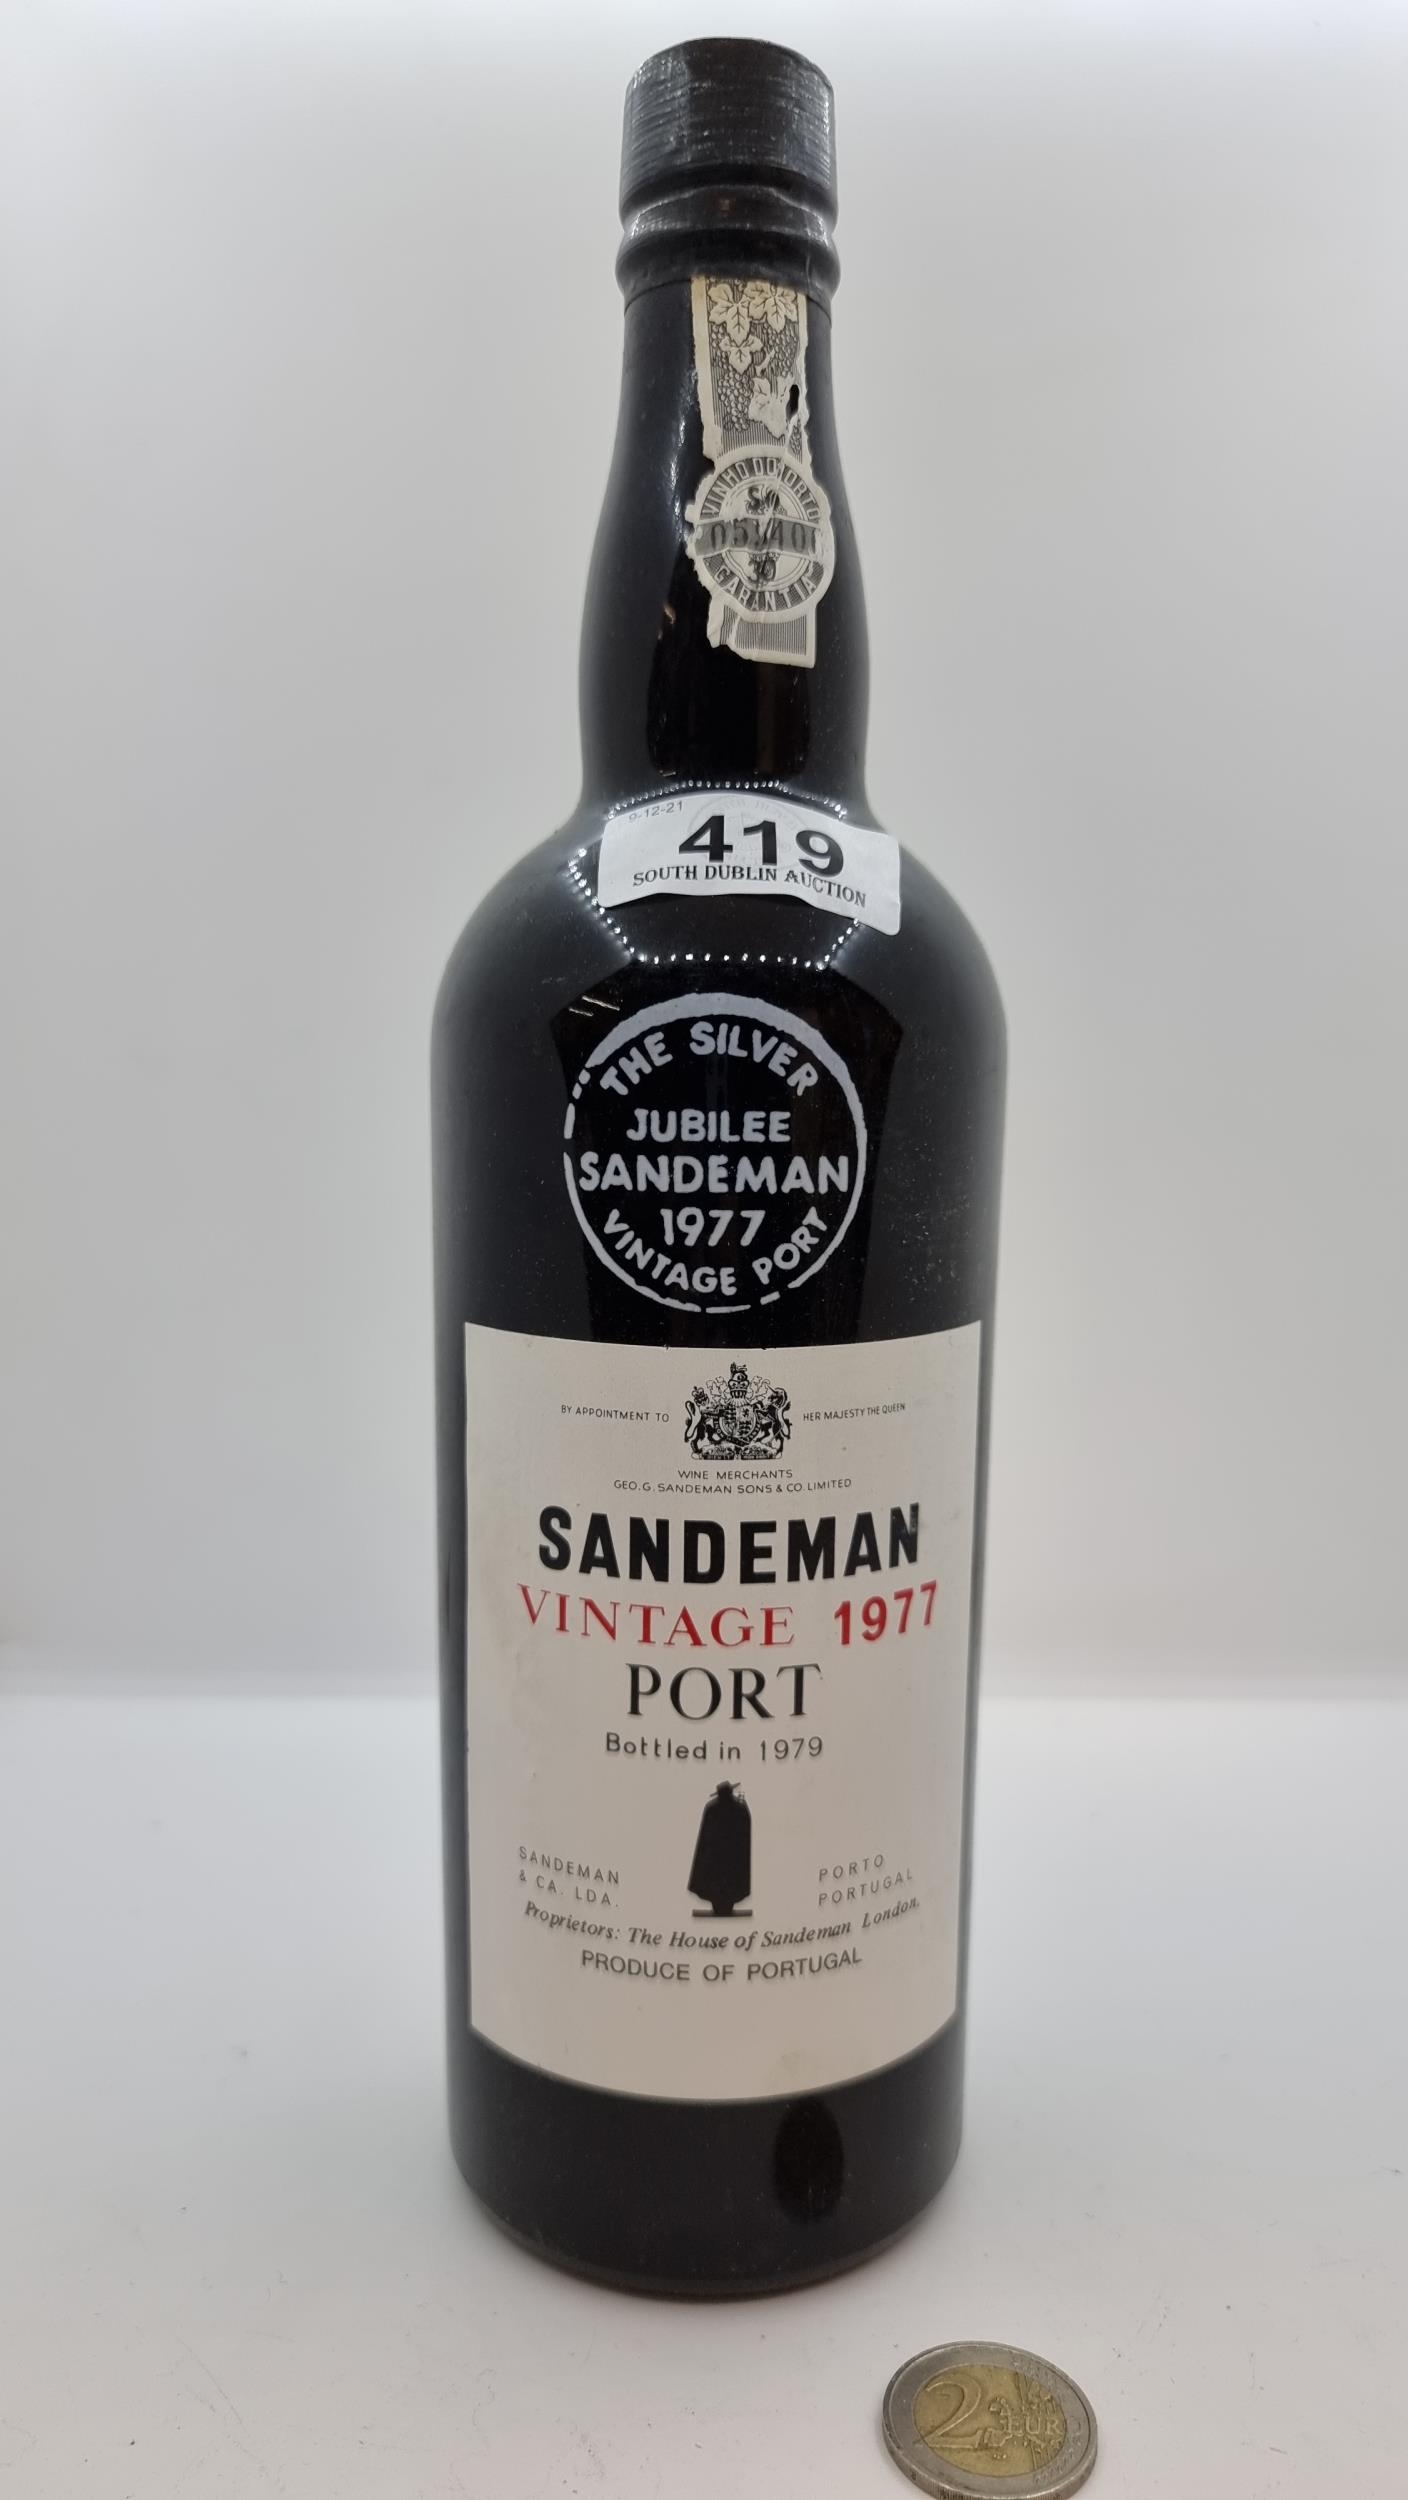 VINHO DO PORTO
GARANTIA
9-12-21
419
SOUTH DUBLIN AUCTION
THE SILVER
JUBILEE
SANDEMAN
1977
VINTAGE PORT
BY APPOINTMENT TO HER MAJESTY THE QUEEN
WINE MERCHANTS
GEO. G. SANDEMAN SONS & CO. LIMITED
SANDEMAN
VINTAGE 1977
PORT
Bottled in 1979
SANDEMAN
& CA. LDA.
PORTO
PORTUGAL
Proprietors: The House of Sandeman London.
PRODUCE OF PORTUGAL
2 EURO